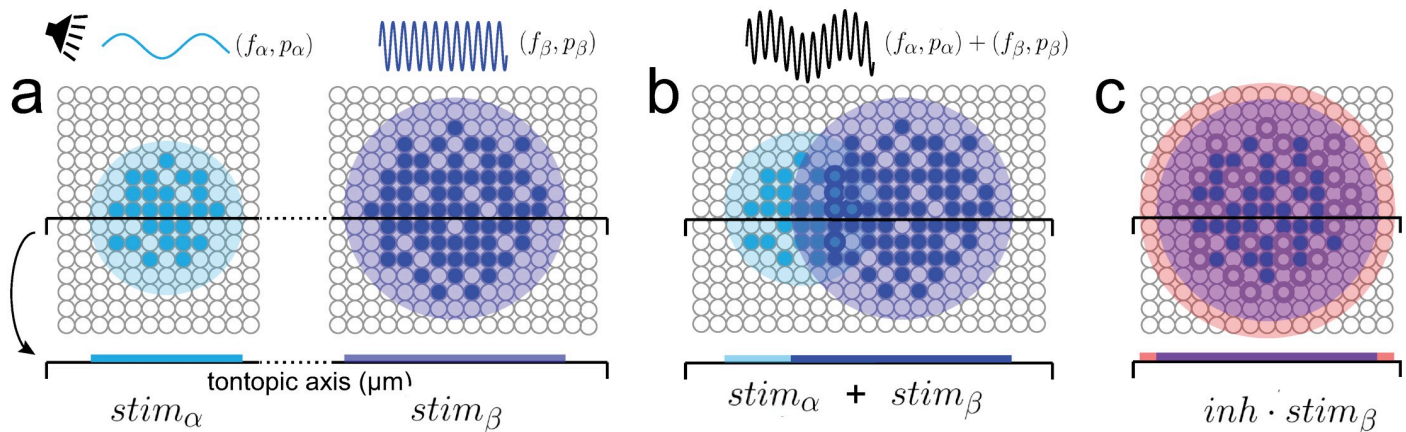 (fα, pα)
(fβ, pβ)
(fα, pα) + (fβ, pβ)
a
b
c
tontopic axis (μm)
stimα
stimβ
stimα + stimβ
inh · stimβ